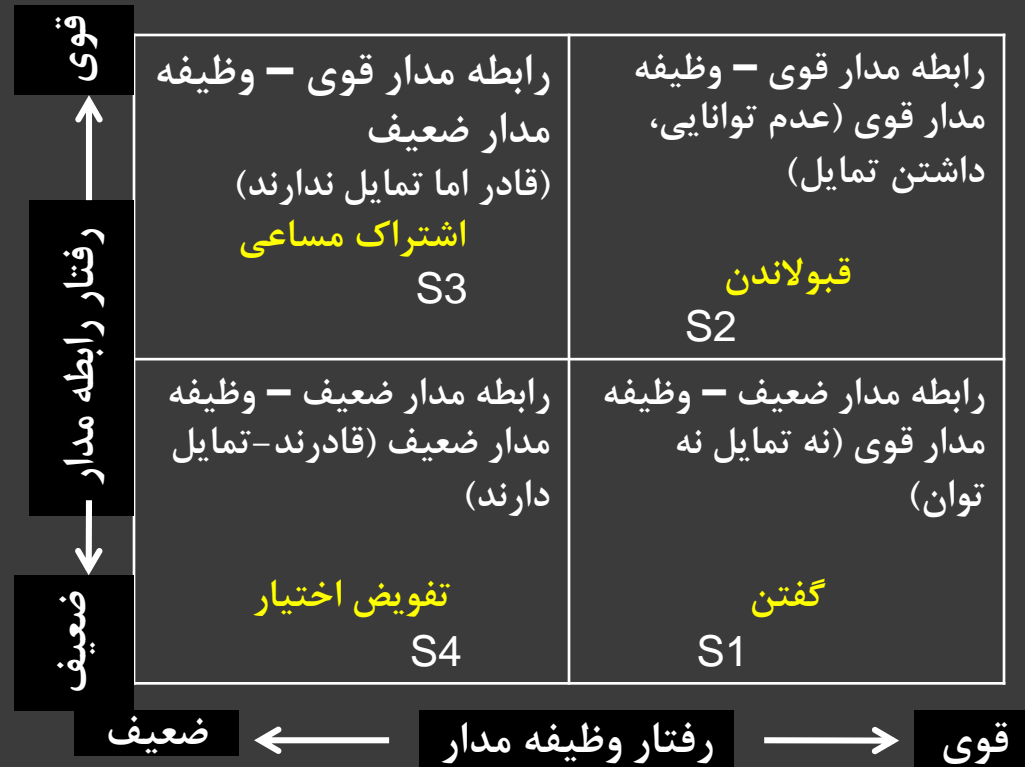 قوی
رفتار رابطه مدار
ضعیف
رابطه مدار قوی – وظیفه
مدار قوی (عدم توانایی،
داشتن تمایل)
قبولاندن
S2
رابطه مدار قوی – وظیفه
مدار ضعیف
(قادر اما تمایل ندارند)
اشتراک مساعی
S3
رابطه مدار ضعیف – وظیفه
مدار قوی (نه تمایل نه
توان)
گفتن
S1
رابطه مدار ضعیف – وظیفه
مدار ضعیف (قادرند-تمایل
دارند)
تفویض اختیار
S4
قوی
رفتار وظیفه مدار
ضعیف